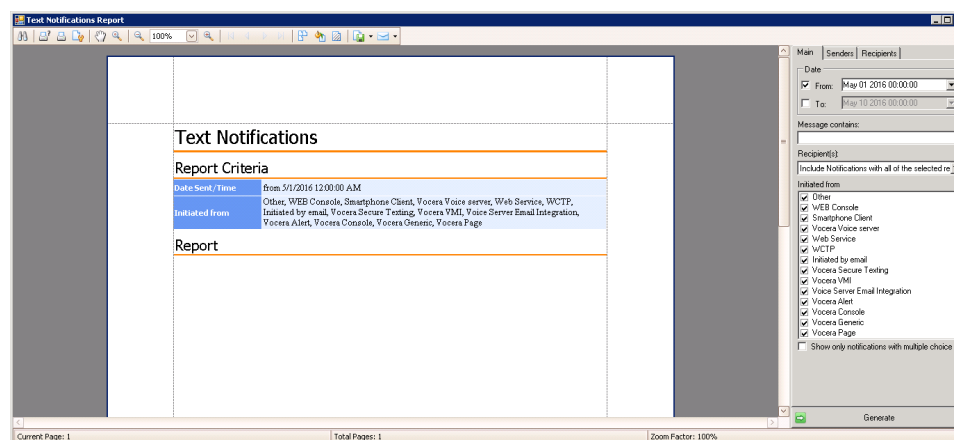 Text Notifications Report
100%
Main
Senders
Recipients
Date
From:
May 01 2016 00:00:00
To:
May 10 2016 00:00:00
Message contains:
Recipient(s):
Include Notifications with all of the selected re
Initiated from
Other
WEB Console
Smartphone Client
Vocera Voice server
Web Service
WCTP
Initiated by email
Vocera Secure Texting
Vocera VMI
Voice Server Email Integration
Vocera Alert
Vocera Console
Vocera Generic
Vocera Page
Show only notifications with multiple choice
Generate
Text Notifications
Report Criteria
Date Sent/Time
from 5/1/2016 12:00:00 AM
Initiated from
Other, WEB Console, Smartphone Client, Vocera Voice server, Web Service, WCTP,
Initiated by email, Vocera Secure Texting, Vocera VMI, Voice Server Email Integration,
Vocera Alert, Vocera Console, Vocera Generic, Vocera Page
Report
Current Page: 1
Total Pages: 1
Zoom Factor: 100%